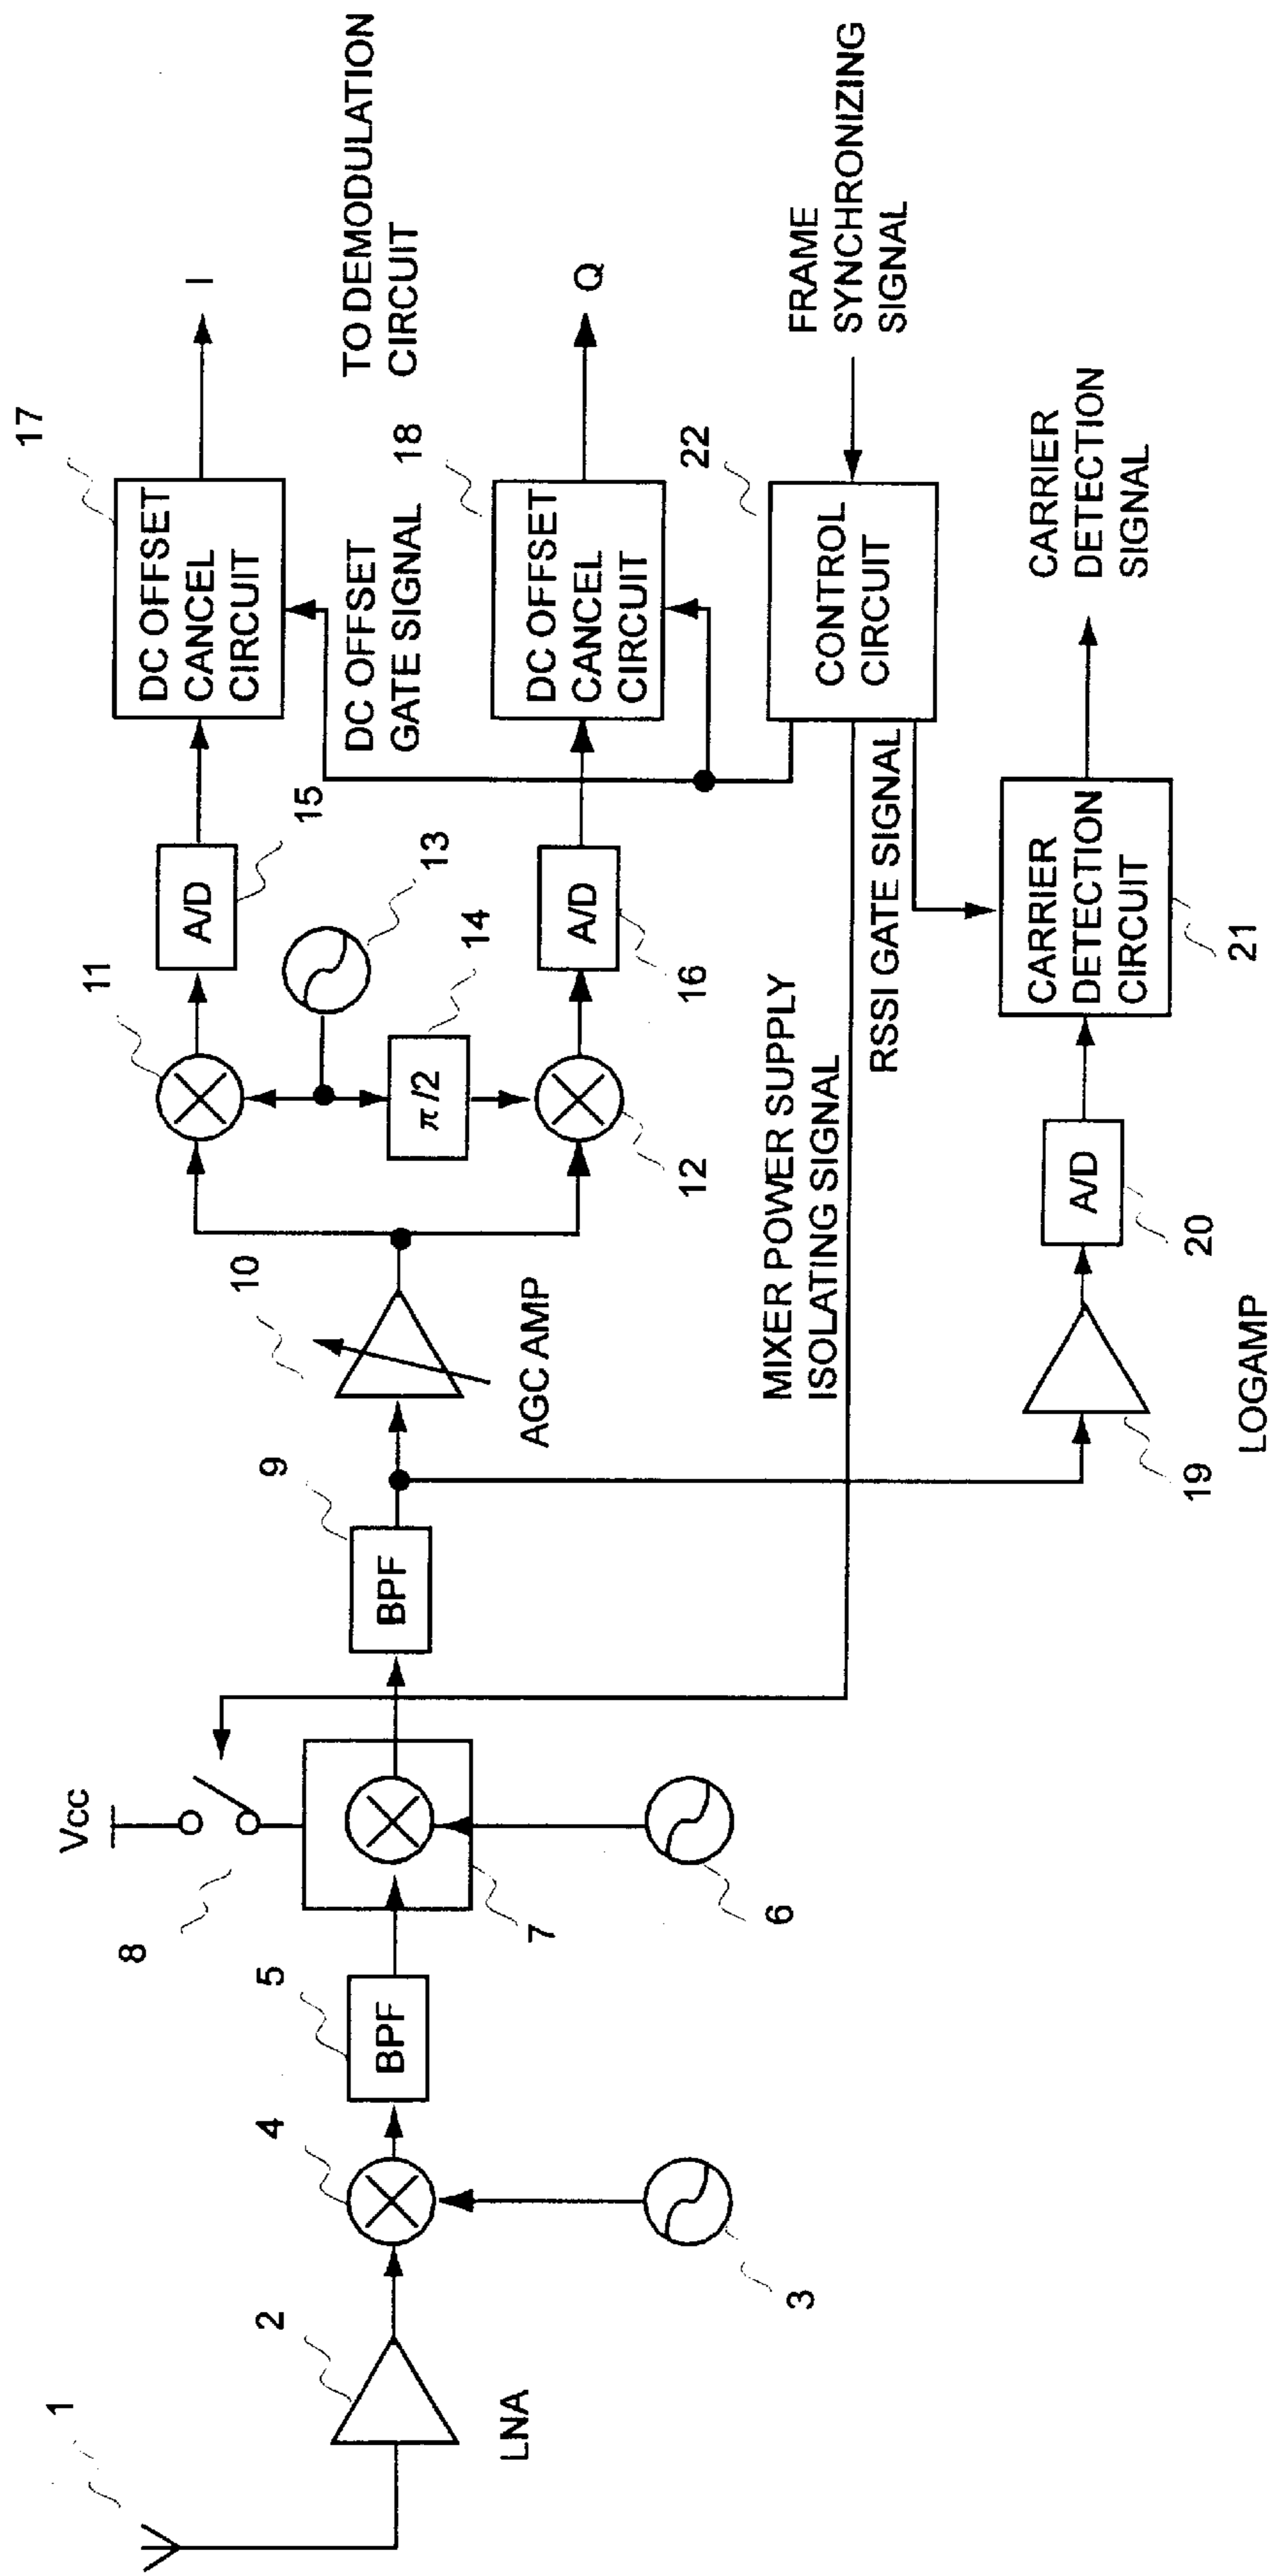 1
2
LNA
3
4
5
BPF
6
7
8
Vcc
9
BPF
10
AGC AMP
11
12
13
14
π/2
15
A/D
16
A/D
17
DC OFFSET
CANCEL
CIRCUIT
I
DC OFFSET
GATE SIGNAL
TO DEMODULATION
CIRCUIT
18
DC OFFSET
CANCEL
CIRCUIT
Q
MIXER POWER SUPPLY
ISOLATING SIGNAL
RSSI GATE SIGNAL
22
CONTROL
CIRCUIT
FRAME
SYNCHRONIZING
SIGNAL
19
LOGAMP
20
A/D
21
CARRIER
DETECTION
CIRCUIT
CARRIER
DETECTION
SIGNAL